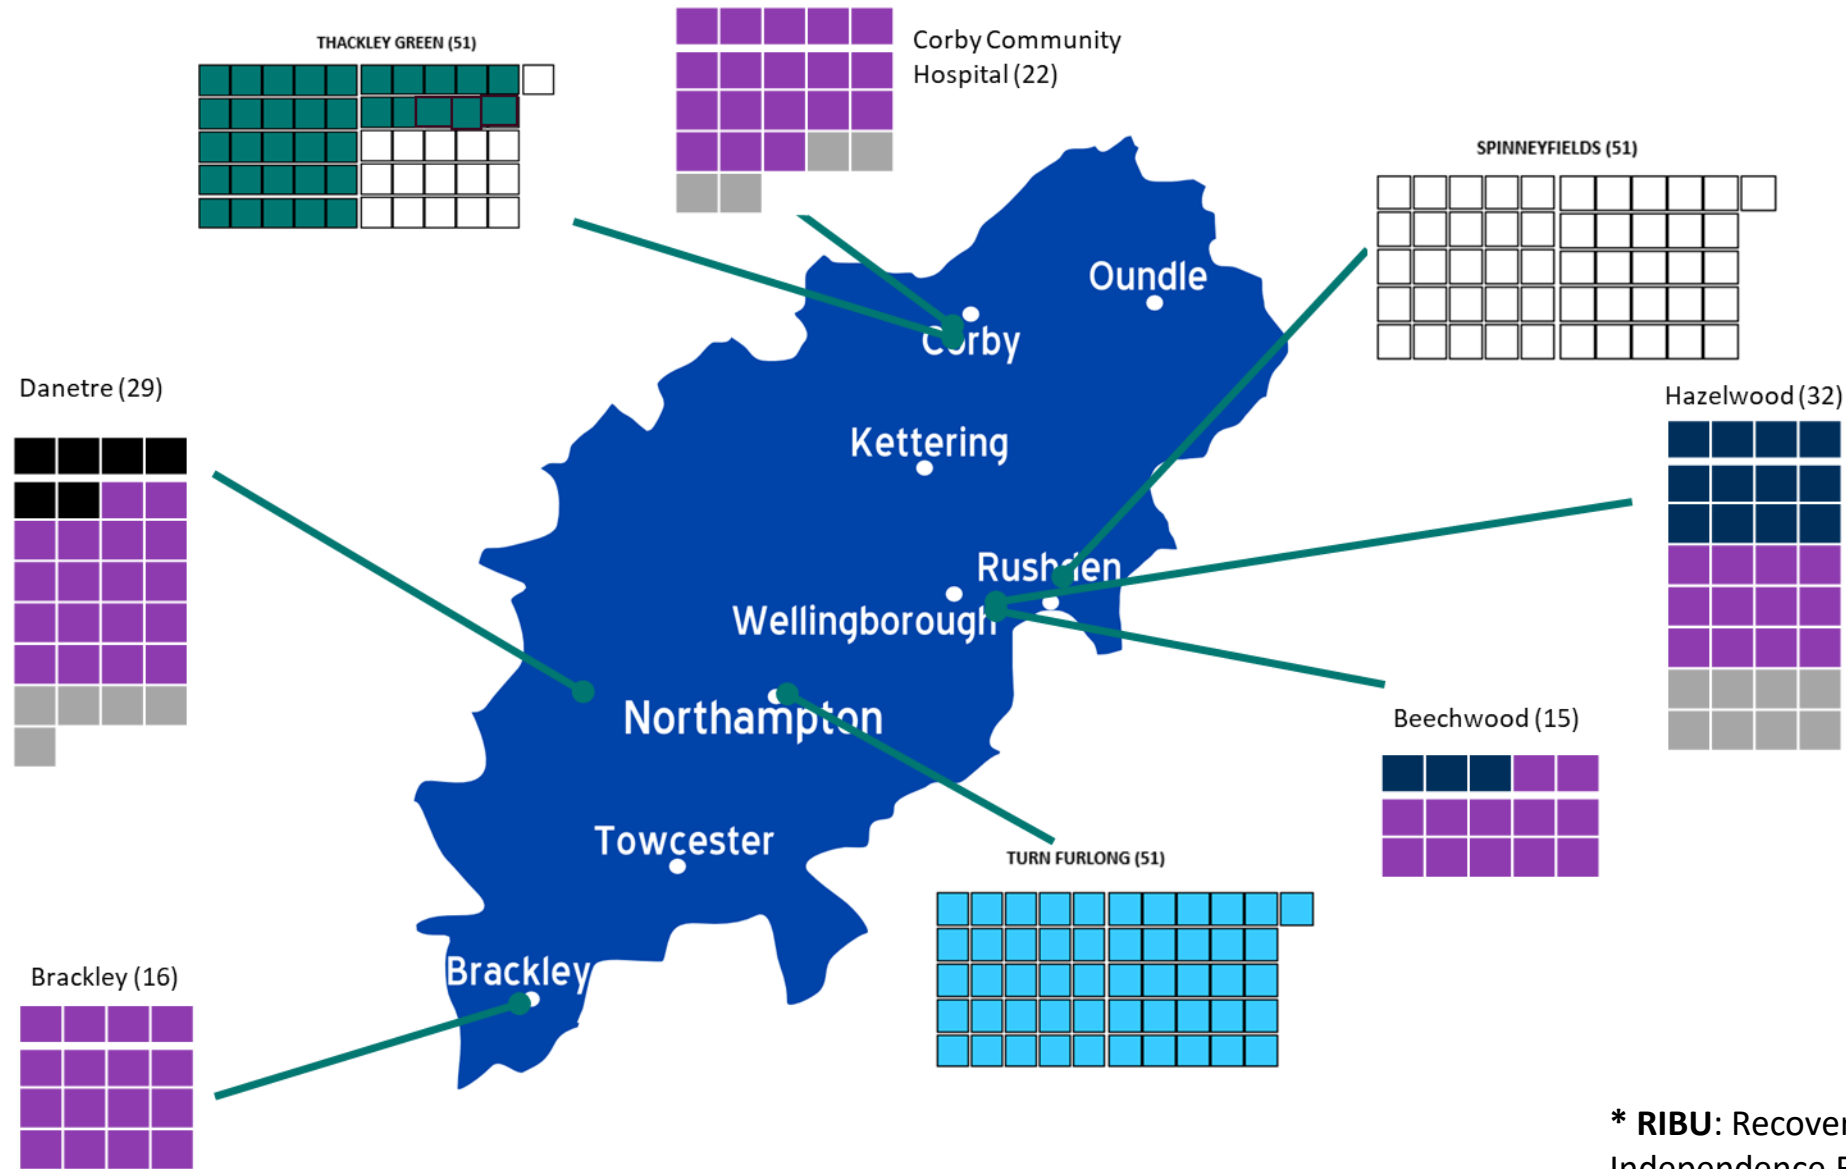 THACKLEY GREEN (51)
Corby Community
Hospital (22)
SPINNEYFIELDS (51)
Oundle
Corby
Danetre (29)
Hazelwood (32)
Kettering
Rushden
Wellingborough
Northampton
Beechwood (15)
Towcester
TURN FURLONG (51)
Brackley
Brackley (16)
* RIBU: Recover
Independence